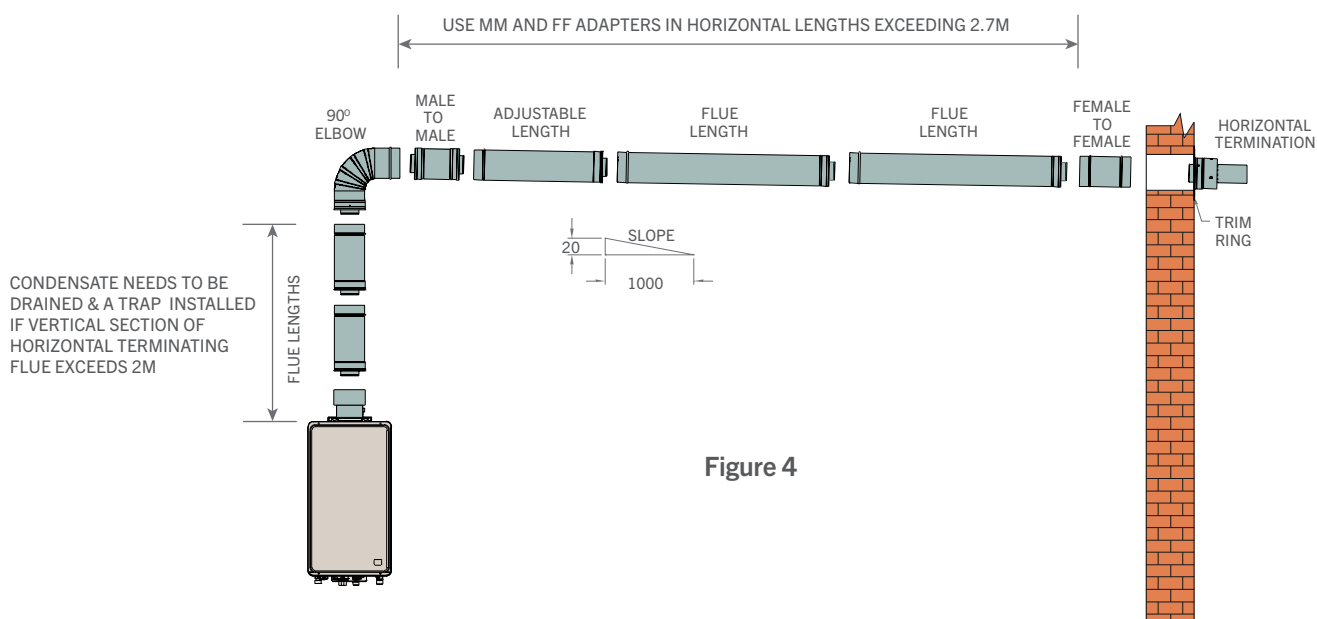 USE MM AND FF ADAPTERS IN HORIZONTAL LENGTHS EXCEEDING 2.7M
90⁰
ELBOW
MALE
TO
MALE
ADJUSTABLE
LENGTH
FLUE
LENGTH
FLUE
LENGTH
FEMALE
TO
FEMALE
HORIZONTAL
TERMINATION
TRIM
RING
SLOPE
20
1000
CONDENSATE NEEDS TO BE
DRAINED & A TRAP INSTALLED
IF VERTICAL SECTION OF
HORIZONTAL TERMINATING
FLUE EXCEEDS 2M
FLUE LENGTHS
Figure 4